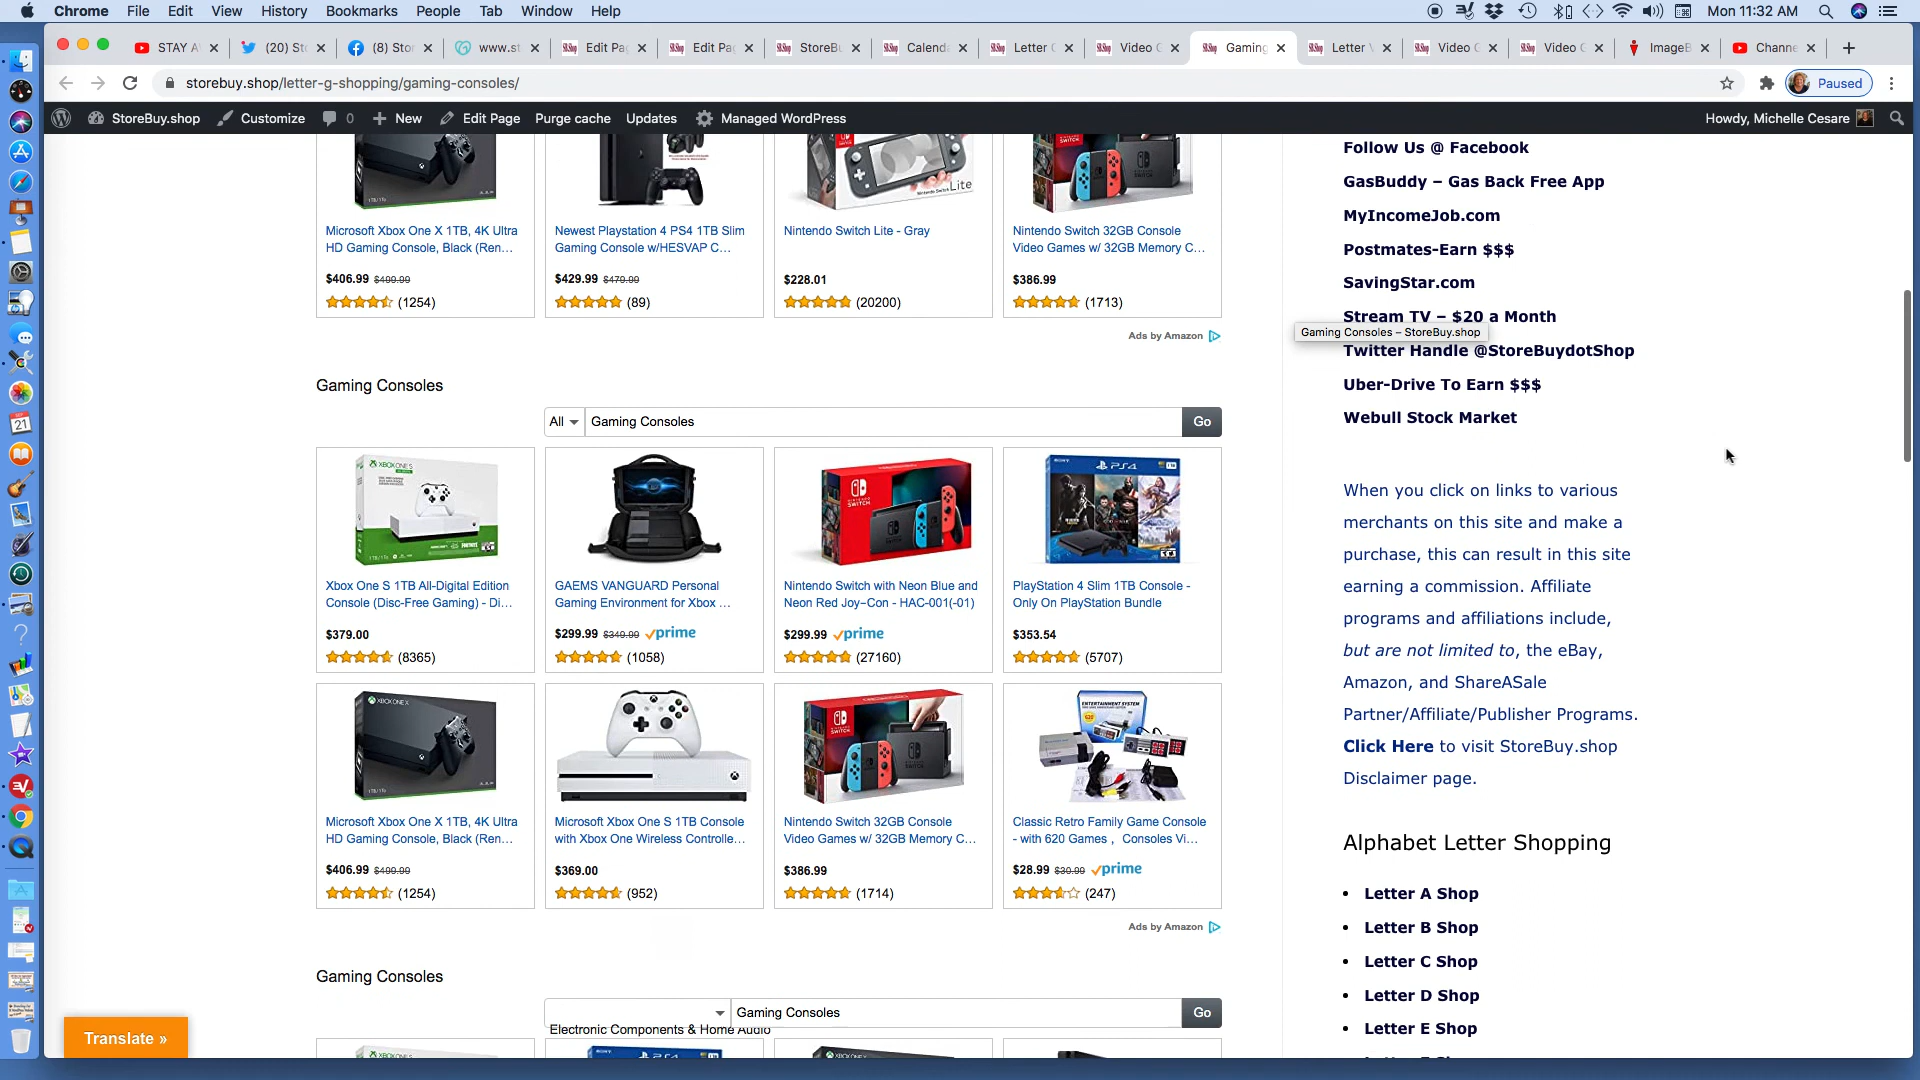 Chrome File Edit View History Bookmarks People Tab Window Help
Mon 11:32 AM
STAY
(20) St
(8) Stor
www.st
Edit Pa
Edit Pa
StoreBu
Calend
Letter
Video
Gaming
Letter
Video
Video
ImageB
Channe
storebuy.shop/letter-g-shopping/gaming-consoles/
Paused
StoreBuy.shop Customize 0 New Edit Page Purge cache Updates Managed WordPress
Howdy, Michelle Cesare
Microsoft Xbox One X 1TB, 4K Ultra
HD Gaming Console, Black (Ren...
$406.99 $499.99
(1254)
Newest Playstation 4 PS4 1TB Slim
Gaming Console w/HESVAP C...
$429.99 $479.99
(89)
Nintendo Switch Lite - Gray
$228.01
(20200)
Nintendo Switch 32GB Console
Video Games w/ 32GB Memory C...
$386.99
(1713)
Ads by Amazon
Gaming Consoles
All Gaming Consoles Go
Xbox One S 1TB All-Digital Edition
Console (Disc-Free Gaming) - Di...
$379.00
(8365)
GAEMS VANGUARD Personal
Gaming Environment for Xbox ...
$299.99 $349.99 prime
(1058)
Nintendo Switch with Neon Blue and
Neon Red Joy-Con - HAC-001(-01)
$299.99 prime
(27160)
PlayStation 4 Slim 1TB Console -
Only On PlayStation Bundle
$353.54
(5707)
Microsoft Xbox One X 1TB, 4K Ultra
HD Gaming Console, Black (Ren...
$406.99 $499.99
(1254)
Microsoft Xbox One S 1TB Console
with Xbox One Wireless Controlle...
$369.00
(952)
Nintendo Switch 32GB Console
Video Games w/ 32GB Memory C...
$386.99
(1714)
Classic Retro Family Game Console
- with 620 Games , Consoles Vi...
$28.99 $30.99 prime
(247)
Ads by Amazon
Gaming Consoles
Gaming Consoles Go
Electronic Components & Home Audio
Translate »
Follow Us @ Facebook
GasBuddy – Gas Back Free App
MyIncomeJob.com
Postmates-Earn $$$
SavingStar.com
Stream TV – $20 a Month
Gaming Consoles – StoreBuy.shop
Twitter Handle @StoreBuydotShop
Uber-Drive To Earn $$$
Webull Stock Market
When you click on links to various
merchants on this site and make a
purchase, this can result in this site
earning a commission. Affiliate
programs and affiliations include,
but are not limited to, the eBay,
Amazon, and ShareASale
Partner/Affiliate/Publisher Programs.
Click Here to visit StoreBuy.shop
Disclaimer page.
Alphabet Letter Shopping
• Letter A Shop
• Letter B Shop
• Letter C Shop
• Letter D Shop
• Letter E Shop